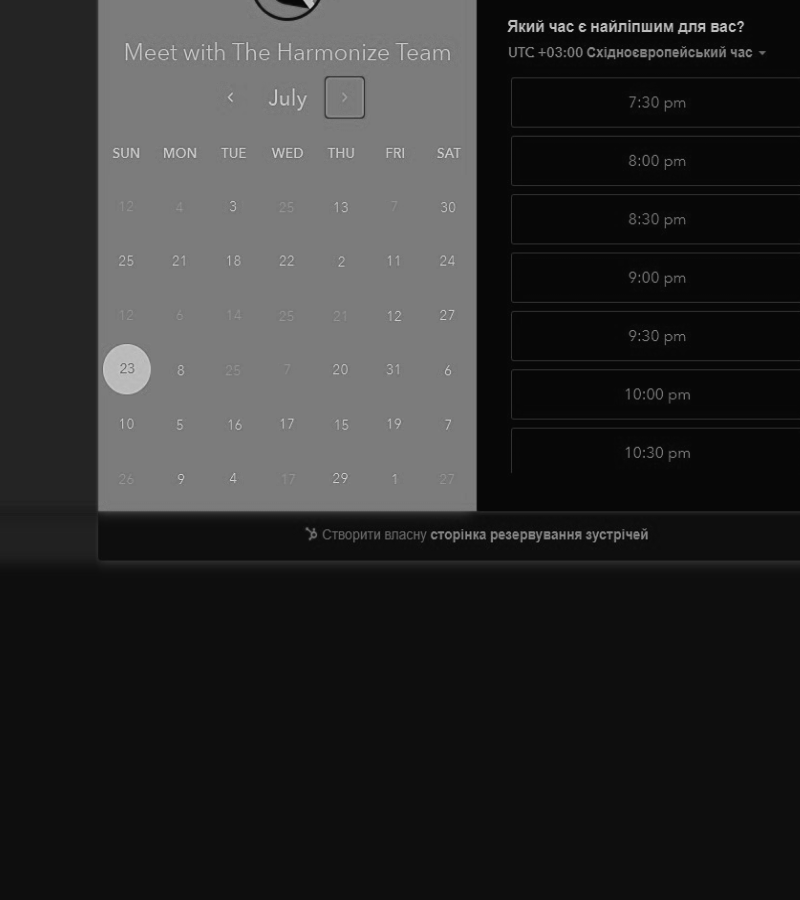 Meet with The Harmonize Team
July
SUN MON TUE WED THU FRI SAT
12 4 3 25 13 7 30
25 21 18 22 2 11 24
12 6 14 25 21 12 27
23 8 25 7 20 31 6
10 5 16 17 15 19 7
26 9 4 17 29 1 27
Який час є найліпшим для вас?
UTC +03:00 Східноєвропейський час
7:30 pm
8:00 pm
8:30 pm
9:00 pm
9:30 pm
10:00 pm
10:30 pm
Створити власну сторінка резервування зустрічей